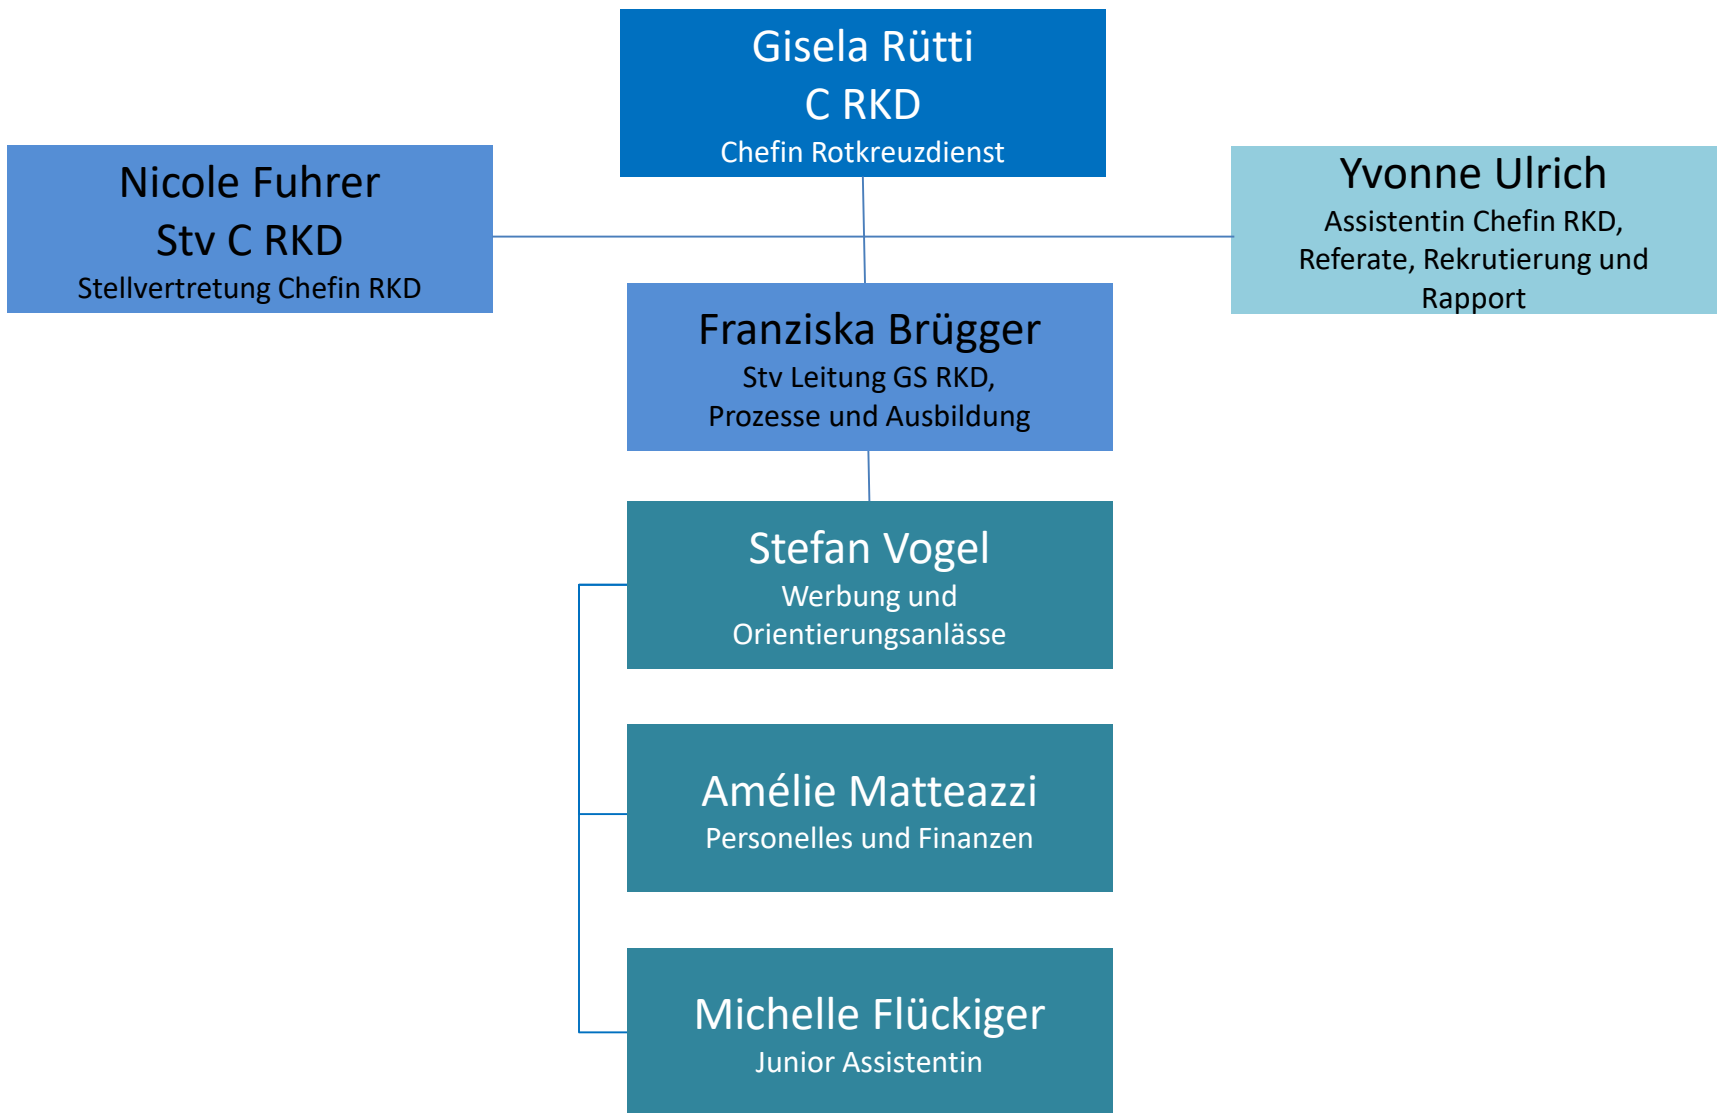 Gisela Rütti
C RKD
Chefin Rotkreuzdienst
Nicole Fuhrer
Stv C RKD
Stellvertretung Chefin RKD
Yvonne Ulrich
Assistentin Chefin RKD,
Referate, Rekrutierung und
Rapport
Franziska Brügger
Stv Leitung GS RKD,
Prozesse und Ausbildung
Stefan Vogel
Werbung und
Orientierungsanlässe
Amélie Matteazzi
Personelles und Finanzen
Michelle Flückiger
Junior Assistentin